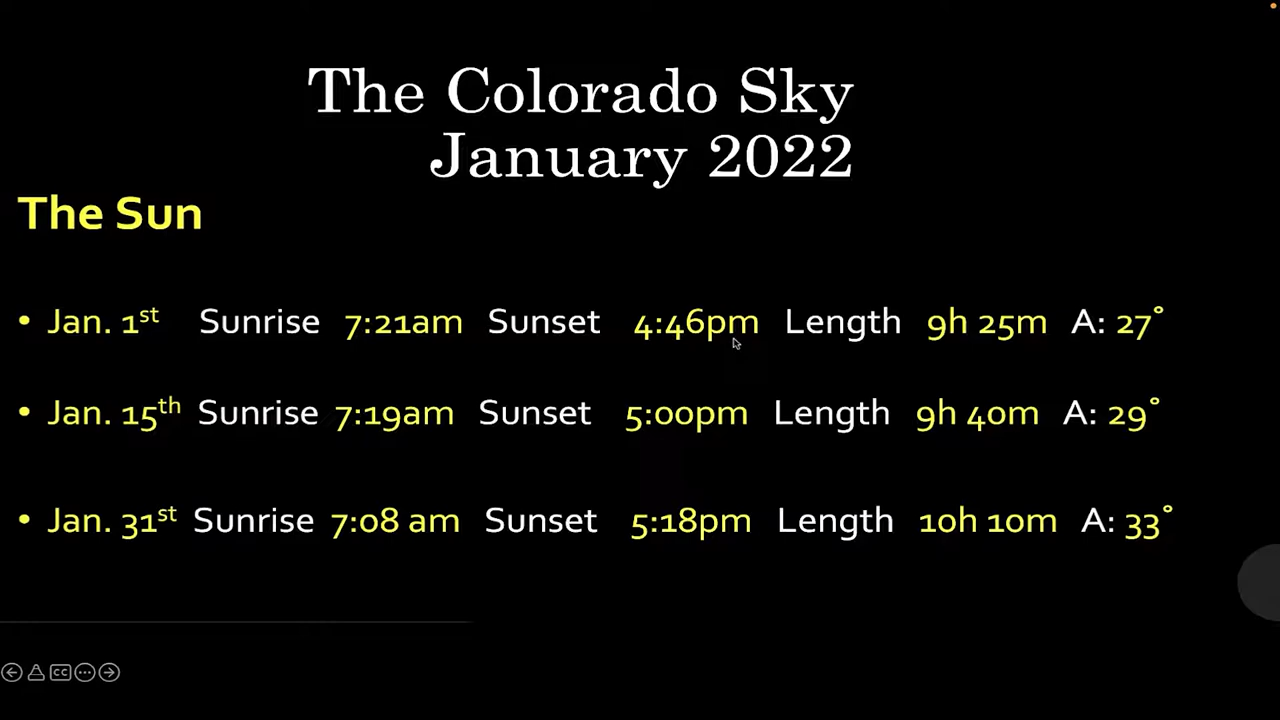 The Colorado Sky
January 2022
The Sun
• Jan. 1st Sunrise 7:21am Sunset 4:46pm Length 9h 25m A: 27°
• Jan. 15th Sunrise 7:19am Sunset 5:00pm Length 9h 40m A: 29°
• Jan. 31st Sunrise 7:08 am Sunset 5:18pm Length 10h 10m A: 33°
CC